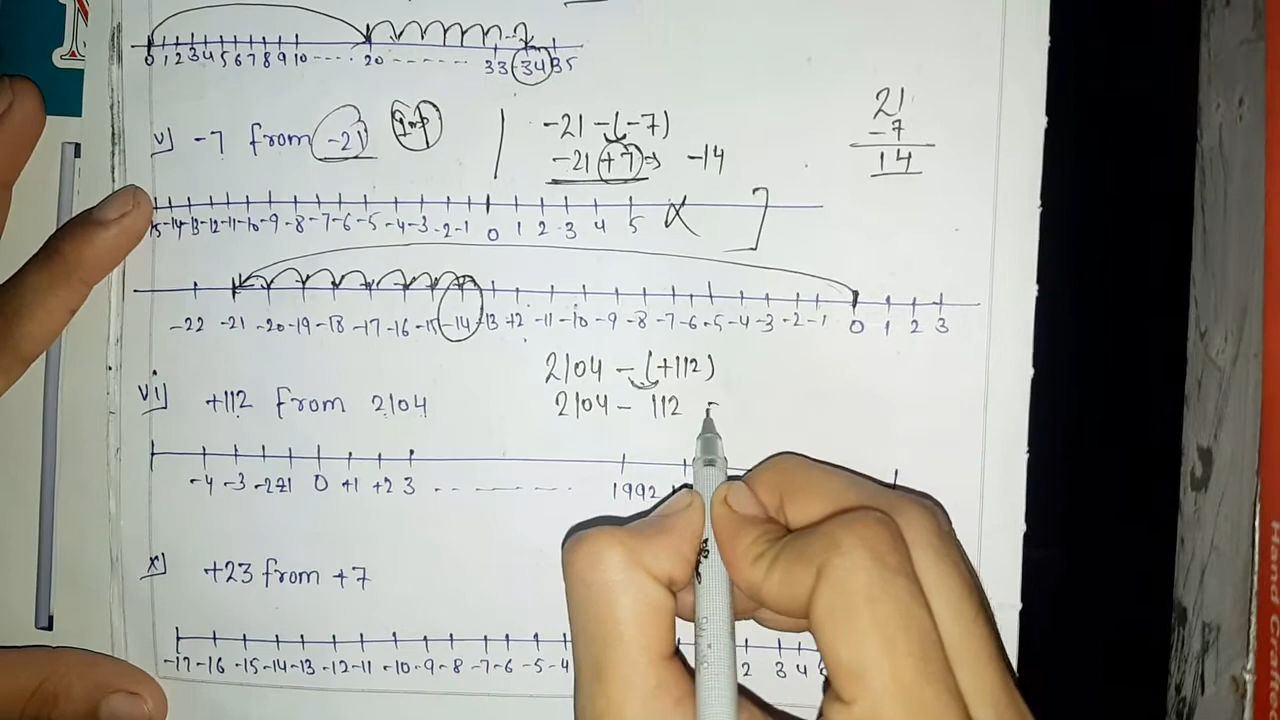 0 1 2 3 4 5 6 7 8 9 10 ---- 20 ------- 33 34 35
v) -7 from -21 Imp
-21 -(-7)
-21 +7 ⇒ -14
21
-7
14
15 -14 -13 -12 -11 -10 -9 -8 -7 -6 -5 -4 -3 -2 -1 0 1 2 3 4 5 x ]
-22 -21 -20 -19 -18 -17 -16 -15 -14 -13 12 -11 -10 -9 -8 -7 -6 -5 -4 -3 -2 -1 0 1 2 3
vi) +112 from 2104
2104 - (+112)
2104 - 112
-4 -3 -2 -1 0 +1 +2 3 ------- 1992
x) +23 from +7
-17 -16 -15 -14 -13 -12 -11 -10 -9 -8 -7 -6 -5 -4 2 3 4
Hand Crafted